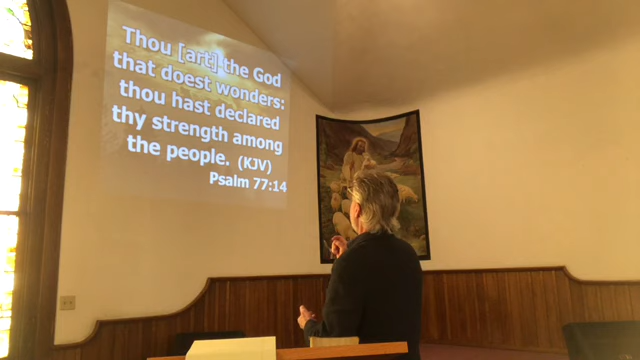 Thou [art] the God
that doest wonders:
thou hast declared
thy strength among
the people. (KJV)
Psalm 77:14